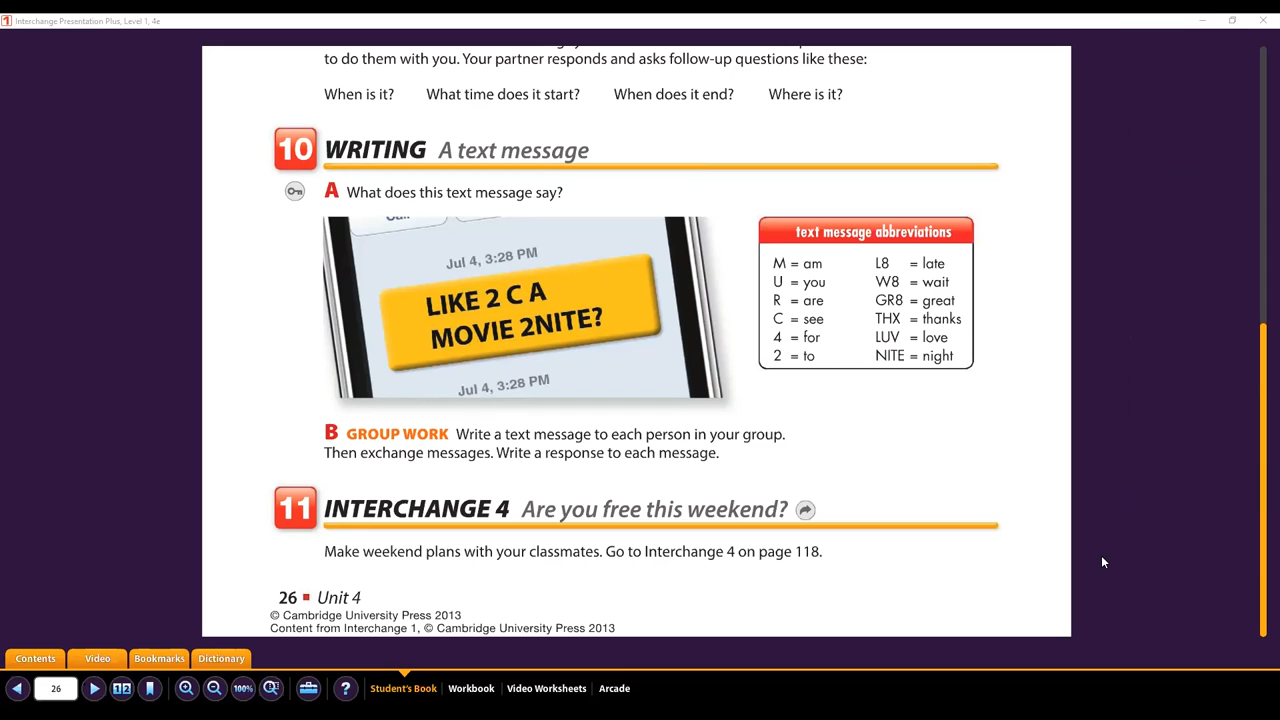 Interchange Presentation Plus, Level 1, 4e
to do them with you. Your partner responds and asks follow-up questions like these:
When is it? What time does it start? When does it end? Where is it?
10 WRITING A text message
A What does this text message say?
Jul 4, 3:28 PM
LIKE 2 C A
MOVIE 2NITE?
Jul 4, 3:28 PM
text message abbreviations
M = am L8 = late
U = you W8 = wait
R = are GR8 = great
C = see THX = thanks
4 = for LUV = love
2 = to NITE = night
B GROUP WORK Write a text message to each person in your group.
Then exchange messages. Write a response to each message.
11 INTERCHANGE 4 Are you free this weekend?
Make weekend plans with your classmates. Go to Interchange 4 on page 118.
26 Unit 4
© Cambridge University Press 2013
Content from Interchange 1, © Cambridge University Press 2013
Contents Video Bookmarks Dictionary
26 1 2 100% ? Student's Book Workbook Video Worksheets Arcade